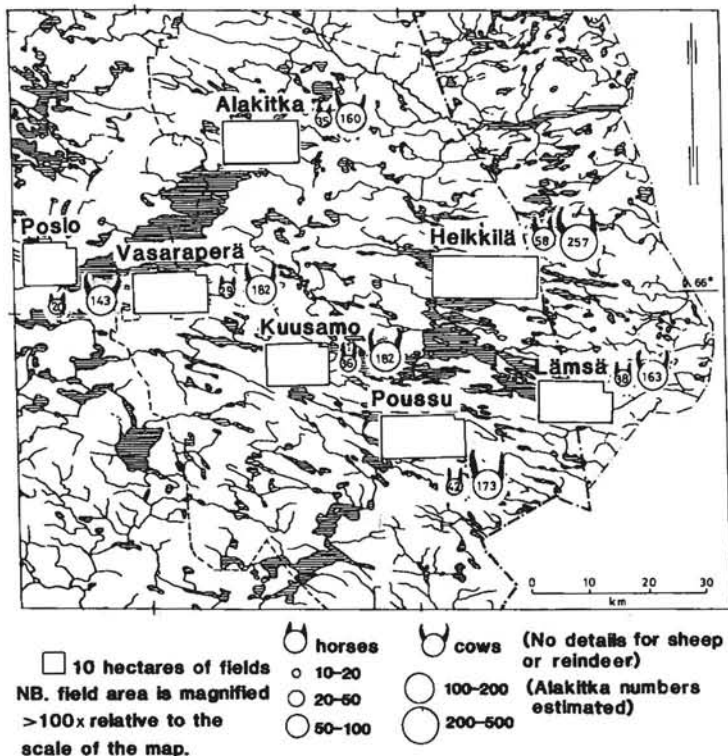 Alakitka
35 160
Posio
Vasaraperä
Heikkilä
58 257
66°
20 143
29 182
Kuusamo
36 182
Lämsä
38 163
Poussu
42 173
0 10 20 30
km
horses
cows
(No details for sheep
or reindeer)
10 hectares of fields
10-20
100-200
(Alakitka numbers
estimated)
NB. field area is magnified
20-50
>100x relative to the
50-100
200-500
scale of the map.